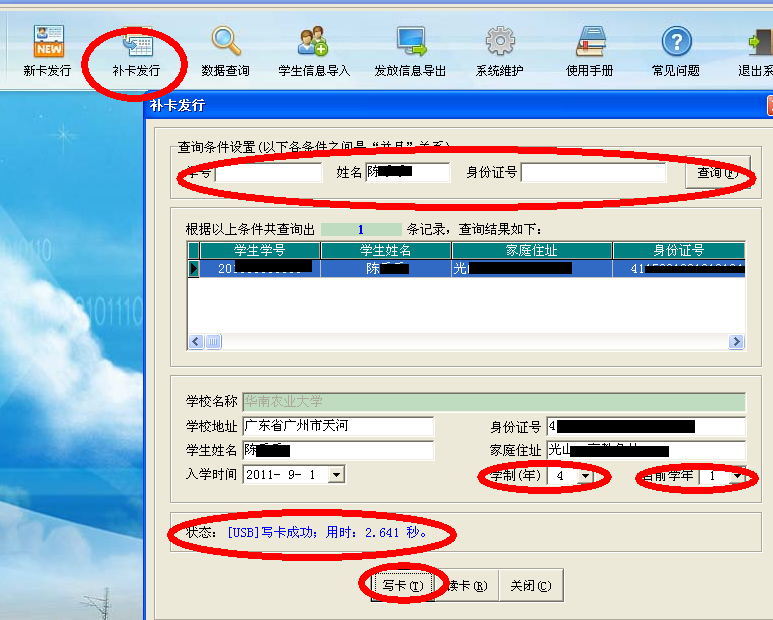 NEW
新卡发行 补卡发行 数据查询 学生信息导入 发放信息导出 系统维护 使用手册 常见问题 退出系
补卡发行
查询条件设置(以下各条件之间是“并且”关系)
学号 姓名 陈 身份证号 查询(F)
根据以上条件共查询出 1 条记录，查询结果如下：
学生学号 学生姓名 家庭住址 身份证号
20 陈 光 41
学校名称 华南农业大学
学校地址 广东省广州市天河 身份证号 4
学生姓名 陈 家庭住址 光山
入学时间 2011- 9- 1 学制(年) 4 当前学年 1
状态： [USB]写卡成功；用时：2.641 秒。
写卡(T) 读卡(R) 关闭(C)